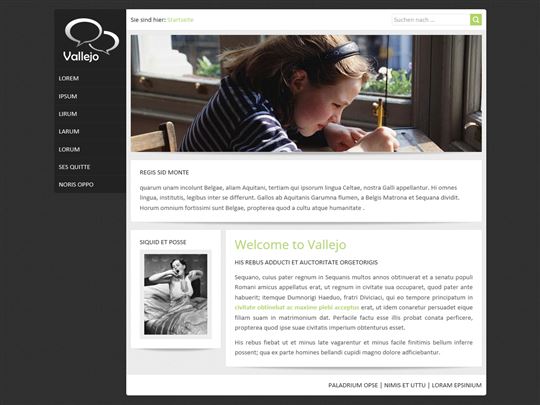 Vallejo
LOREM
IPSUM
LIRUM
LARUM
LORUM
SES QUITTE
NORIS OPPO
Sie sind hier: Startseite
Suchen nach ...
REGIS SID MONTE
quarum unam incolunt Belgae, aliam Aquitani, tertiam qui ipsorum lingua Celtae, nostra Galli appellantur. Hi omnes
lingua, institutis, legibus inter se differunt. Gallos ab Aquitanis Garumna flumen, a Belgis Matrona et Sequana dividit.
Horum omnium fortissimi sunt Belgae, propterea quod a cultu atque humanitate .
SIQUID ET POSSE
Welcome to Vallejo
HIS REBUS ADDUCTI ET AUCTORITATE ORGETORIGIS
Sequano, cuius pater regnum in Sequanis multos annos obtinuerat et a senatu populi
Romani amicus appellatus erat, ut regnum in civitate sua occuparet, quod pater ante
habuerit; itemque Dumnorigi Haeduo, fratri Diviciaci, qui eo tempore principatum in
civitate obtinebat ac maxime plebi acceptus erat, ut idem conaretur persuadet eique
filiam suam in matrimonium dat. Perfacile factu esse illis probat conata perficere,
propterea quod ipse suae civitatis imperium obtenturus esset.
His rebus fiebat ut et minus late vagarentur et minus facile finitimis bellum inferre
possent; qua ex parte homines bellandi cupidi magno dolore adficiebantur.
PALADRIUM OPSE | NIMIS ET UTTU | LORAM EPSINIUM